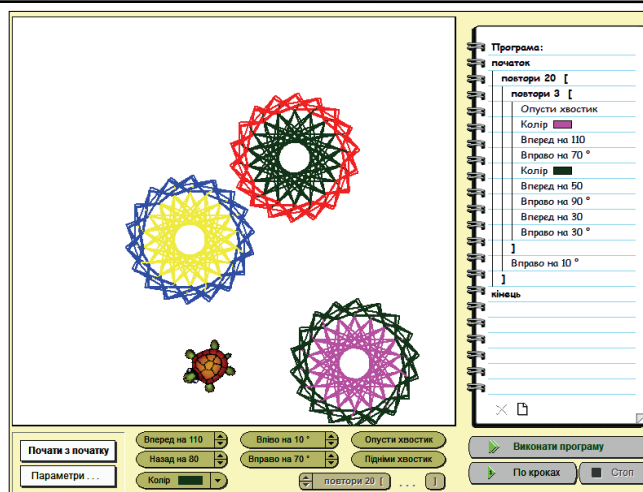 Програма:
початок
повтори 20 [
повтори 3 [
Опусти хвостик
Колір
Вперед на 110
Вправо на 70 °
Колір
Вперед на 50
Вправо на 90 °
Вперед на 30
Вправо на 30 °
]
Вправо на 10 °
]
кінець
Почати з початку
Параметри . . .
Вперед на 110
Вліво на 10 °
Опусти хвостик
Назад на 80
Вправо на 70 °
Підніми хвостик
Колір
повтори 20 [ . . . ]
Виконати програму
По кроках
Стоп